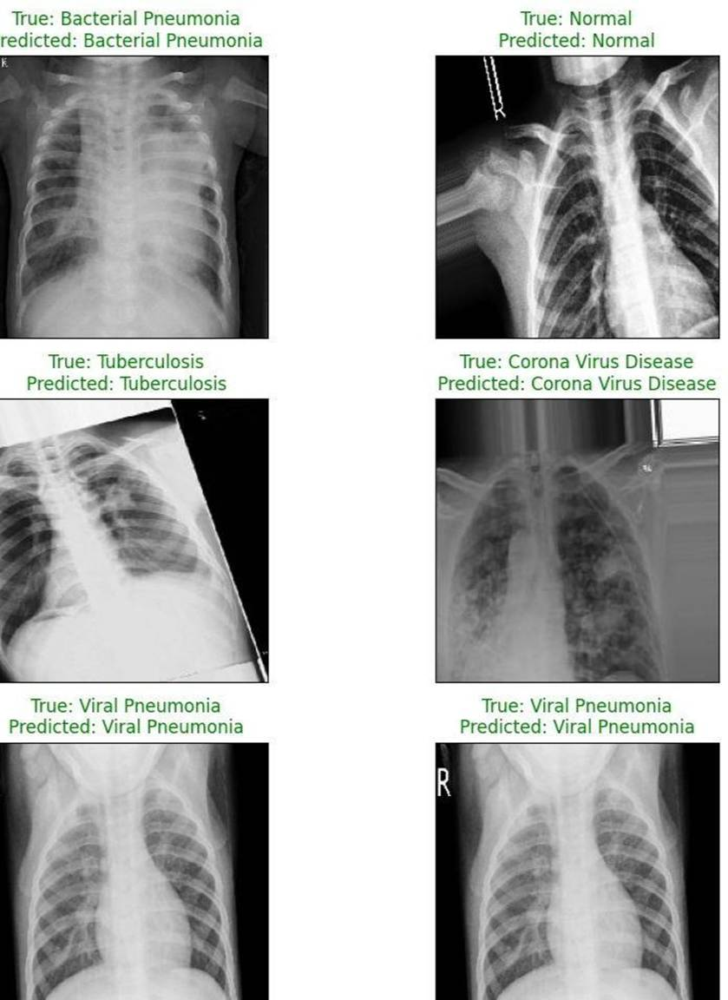 True: Bacterial Pneumonia
redicted: Bacterial Pneumonia
True: Normal
Predicted: Normal
R
True: Tuberculosis
Predicted: Tuberculosis
True: Corona Virus Disease
Predicted: Corona Virus Disease
True: Viral Pneumonia
Predicted: Viral Pneumonia
True: Viral Pneumonia
Predicted: Viral Pneumonia
R